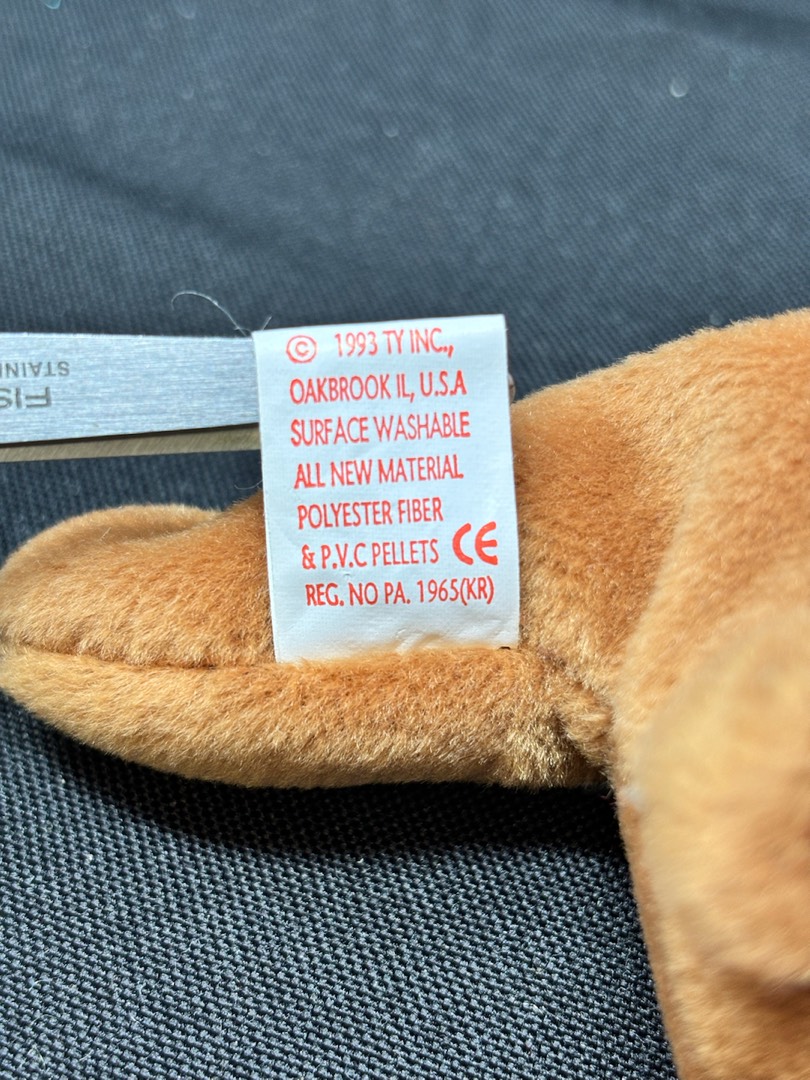 © 1993 TY INC.,
OAKBROOK IL, U.S.A
SURFACE WASHABLE
ALL NEW MATERIAL
POLYESTER FIBER
& P.V.C PELLETS CE
REG. NO PA. 1965(KR)